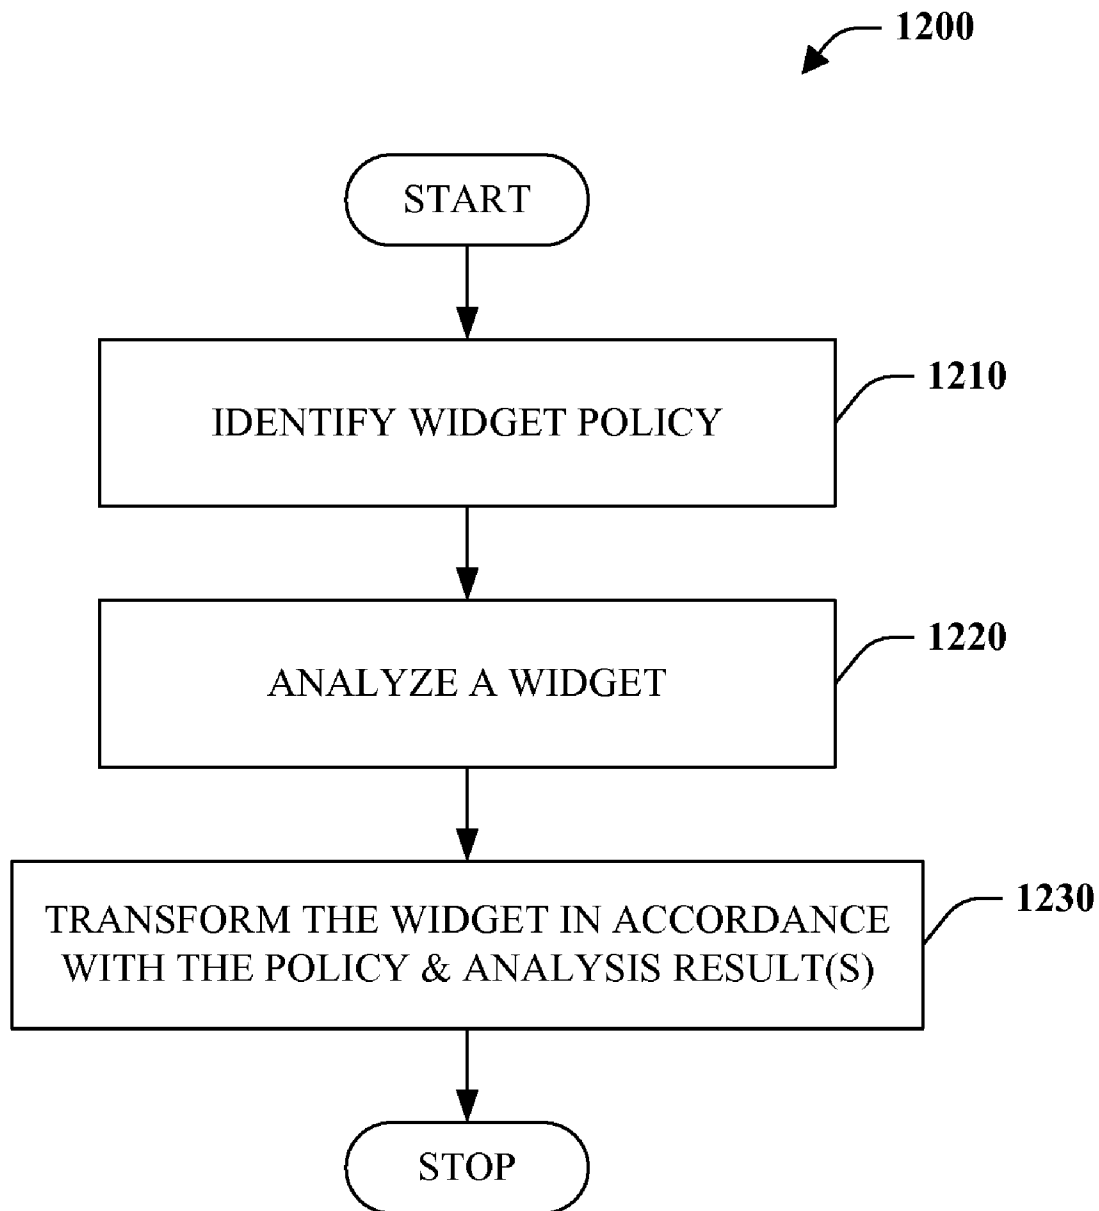 1200
START
IDENTIFY WIDGET POLICY
1210
ANALYZE A WIDGET
1220
TRANSFORM THE WIDGET IN ACCORDANCE
WITH THE POLICY & ANALYSIS RESULT(S)
1230
STOP